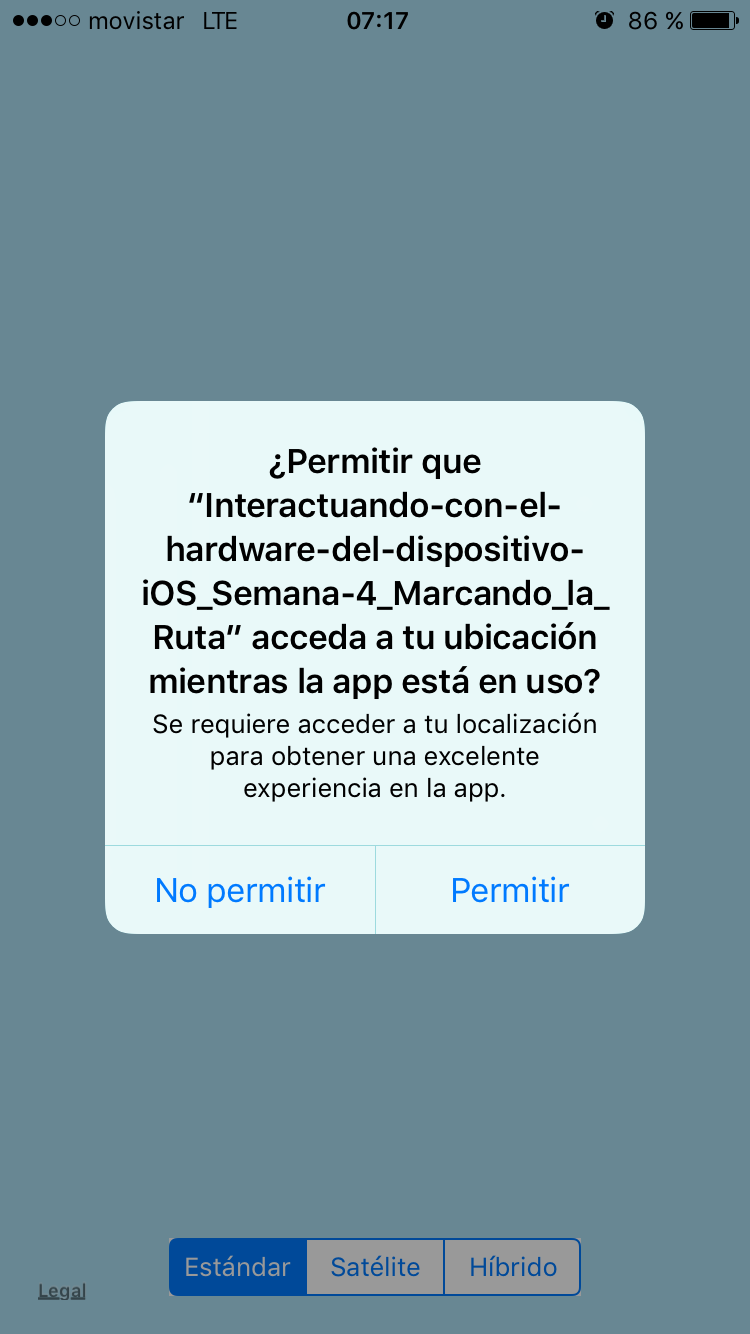 movistar LTE 07:17 86 %
¿Permitir que
“Interactuando-con-el-
hardware-del-dispositivo-
iOS_Semana-4_Marcando_la_
Ruta” acceda a tu ubicación
mientras la app está en uso?
Se requiere acceder a tu localización
para obtener una excelente
experiencia en la app.
No permitir Permitir
Estándar Satélite Híbrido
Legal